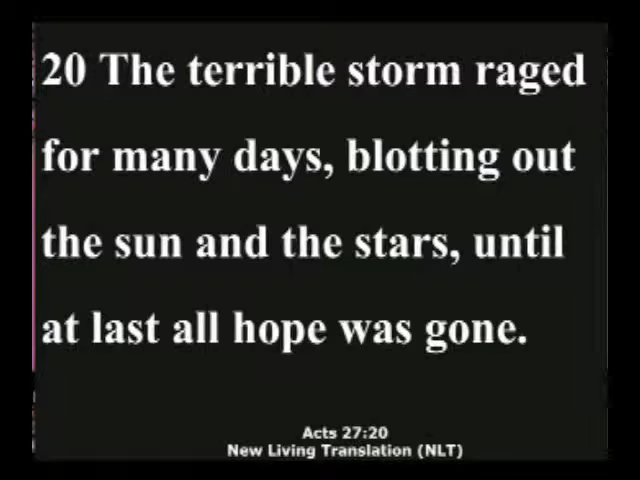 20 The terrible storm raged
for many days, blotting out
the sun and the stars, until
at last all hope was gone.
Acts 27:20
New Living Translation (NLT)